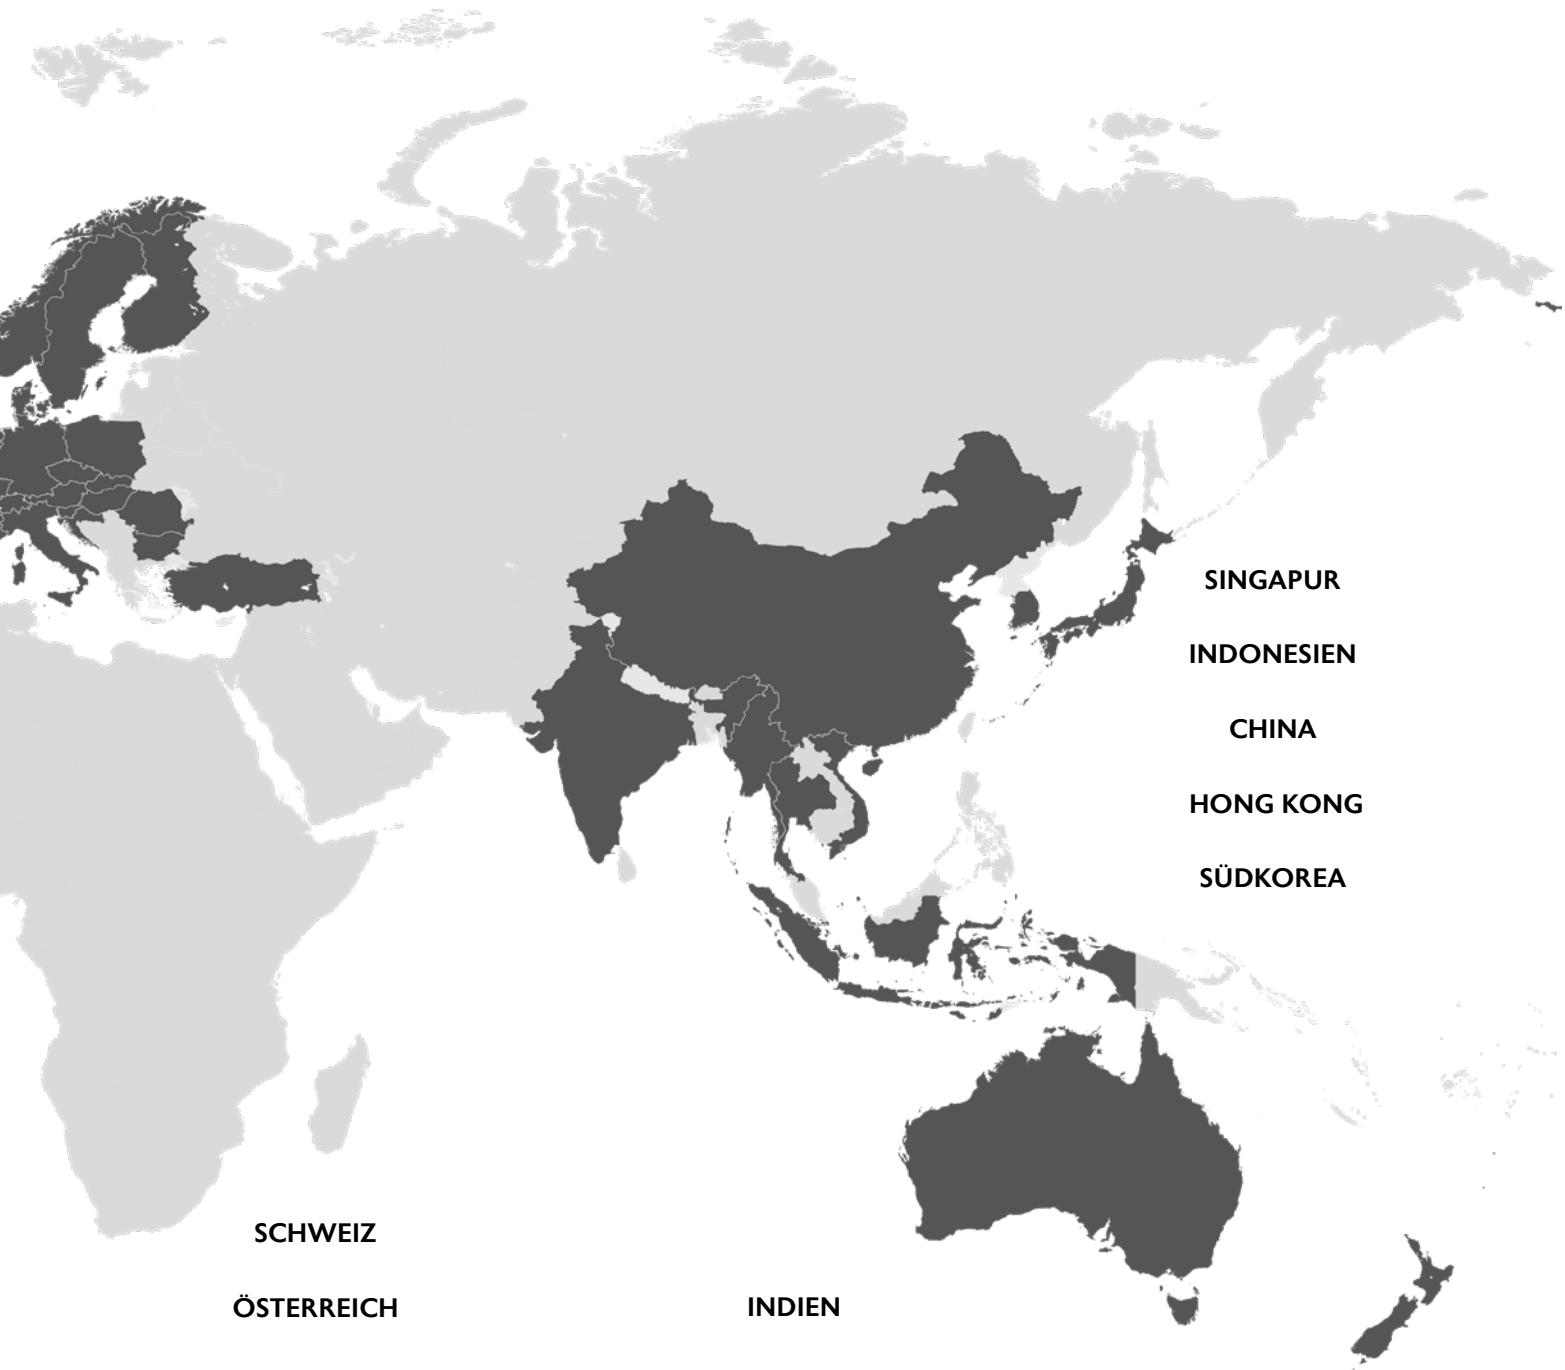 SINGAPUR
INDONESIEN
CHINA
HONG KONG
SÜDKOREA
SCHWEIZ
ÖSTERREICH
INDIEN